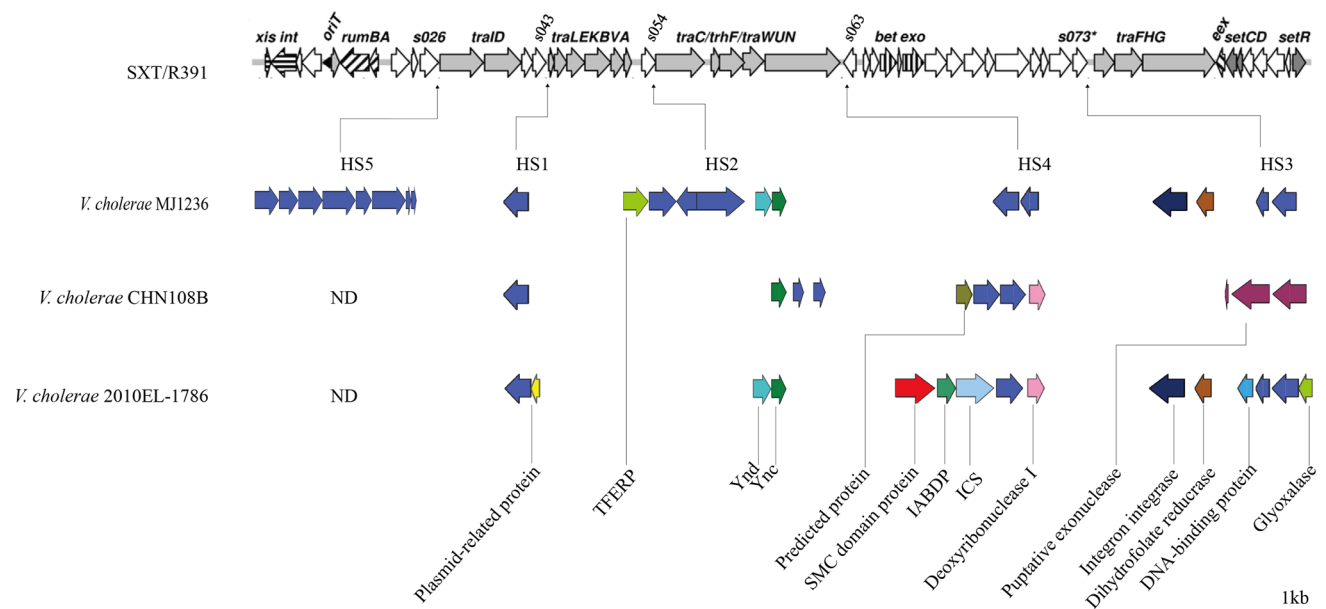 xis int oriT rumBA s026 traID s043 traLEKBVA s054 traC/trhF/traWUN s063 bet exo s073* traFHG eex setCD setR
SXT/R391
HS5 HS1 HS2 HS4 HS3
V. cholerae MJ1236
V. cholerae CHN108B ND
V. cholerae 2010EL-1786 ND
Plasmid-related protein
TFERP
Ynd
Ync
Predicted protein
SMC domain protein
IABDP
ICS
Deoxyribonuclease I
Puptative exonuclease
Integron integrase
Dihydrofolate reducrase
DNA-binding protein
Glyoxalase
1kb